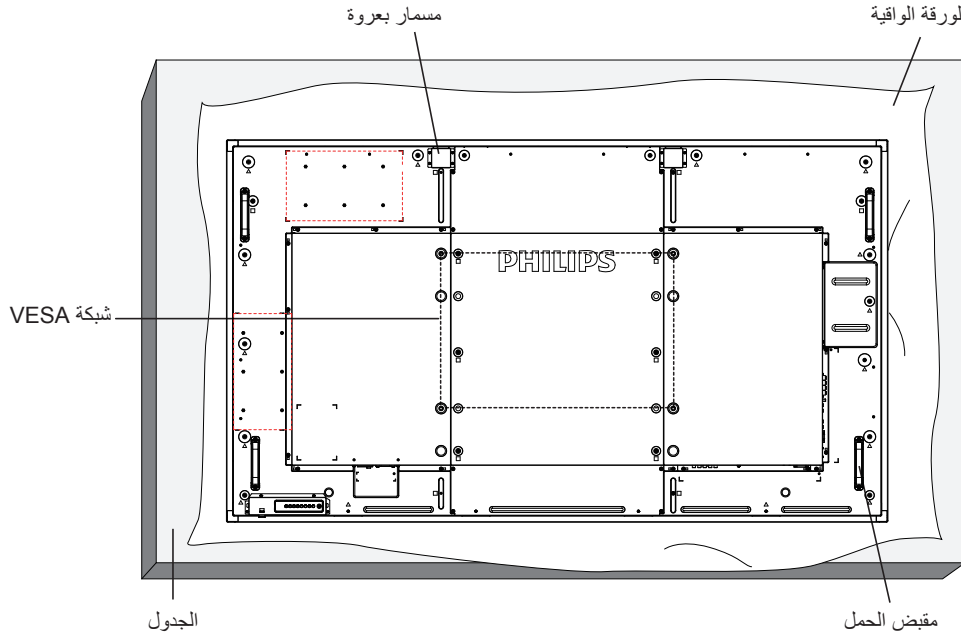 مسمار بعروة
لورقة الواقية
PHILIPS
شبكة VESA
الجدول
مقبض الحمل